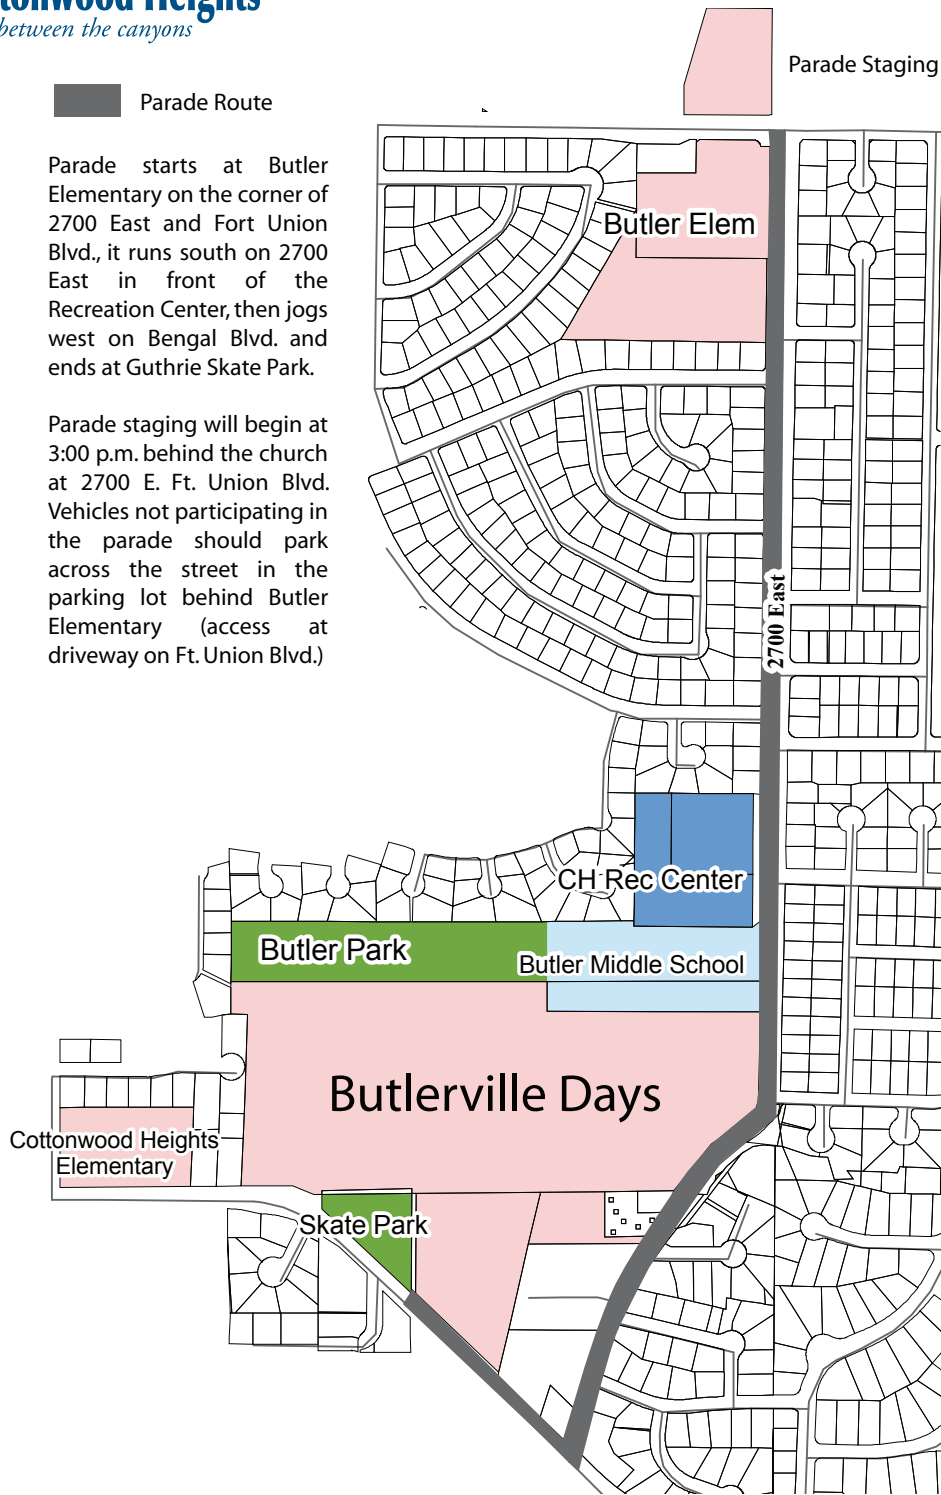 ttonwood Heights
between the canyons
Parade Staging
Parade Route
Parade starts at Butler
Elementary on the corner of
2700 East and Fort Union
Blvd., it runs south on 2700
East in front of the
Recreation Center, then jogs
west on Bengal Blvd. and
ends at Guthrie Skate Park.
Parade staging will begin at
3:00 p.m. behind the church
at 2700 E. Ft. Union Blvd.
Vehicles not participating in
the parade should park
across the street in the
parking lot behind Butler
Elementary (access at
driveway on Ft. Union Blvd.)
Butler Elem
2700 East
CH Rec Center
Butler Park
Butler Middle School
Butlerville Days
Cottonwood Heights
Elementary
Skate Park